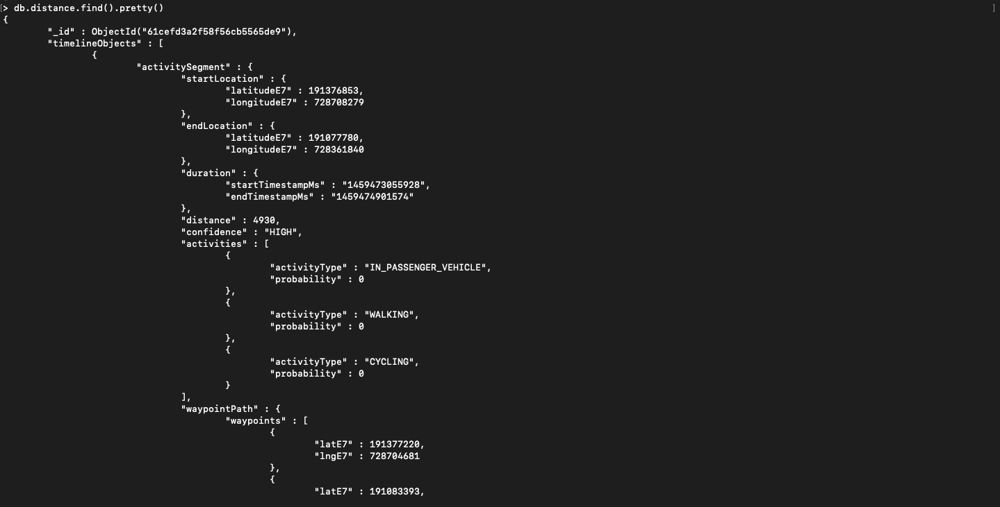 [> db.distance.find().pretty() ]
{
"_id" : ObjectId("61cefd3a2f58f56cb5565de9"),
"timelineObjects" : [
{
"activitySegment" : {
"startLocation" : {
"latitudeE7" : 191376853,
"longitudeE7" : 728708279
},
"endLocation" : {
"latitudeE7" : 191077780,
"longitudeE7" : 728361840
},
"duration" : {
"startTimestampMs" : "1459473055928",
"endTimestampMs" : "1459474901574"
},
"distance" : 4930,
"confidence" : "HIGH",
"activities" : [
{
"activityType" : "IN_PASSENGER_VEHICLE",
"probability" : 0
},
{
"activityType" : "WALKING",
"probability" : 0
},
{
"activityType" : "CYCLING",
"probability" : 0
}
],
"waypointPath" : {
"waypoints" : [
{
"latE7" : 191377220,
"lngE7" : 728704681
},
{
"latE7" : 191083393,